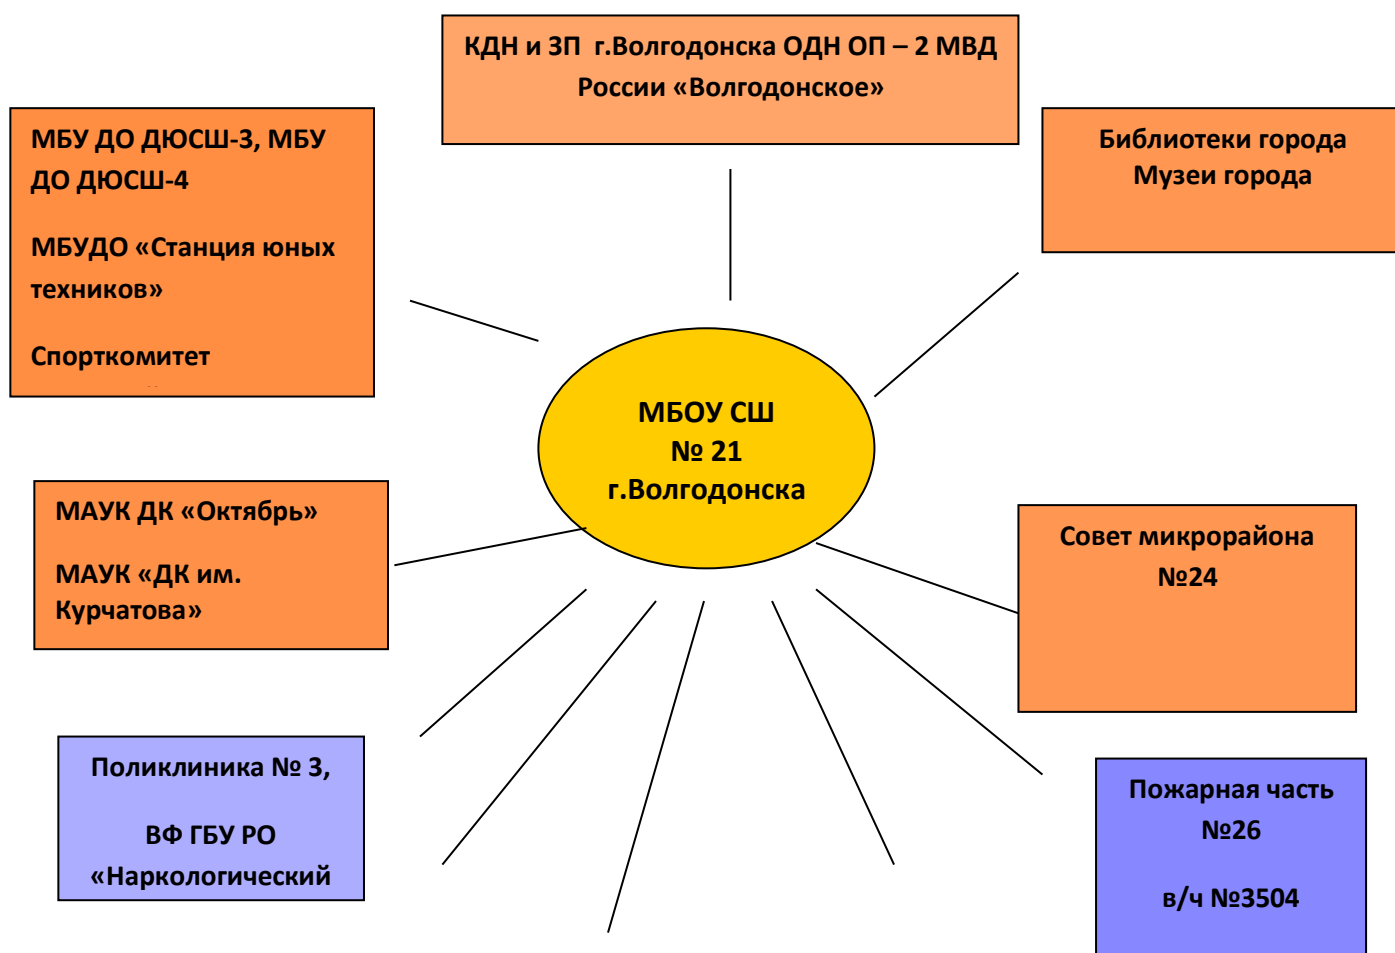 КДН и ЗП г.Волгодонска ОДН ОП – 2 МВД
России «Волгодонское»
МБУ ДО ДЮСШ-3, МБУ
ДО ДЮСШ-4
МБУДО «Станция юных
техников»
Спорткомитет
Библиотеки города
Музеи города
МБОУ СШ
№ 21
г.Волгодонска
МАУК ДК «Октябрь»
МАУК «ДК им.
Курчатова»
Совет микрорайона
№24
Поликлиника № 3,
ВФ ГБУ РО
«Наркологический
Пожарная часть
№26
в/ч №3504